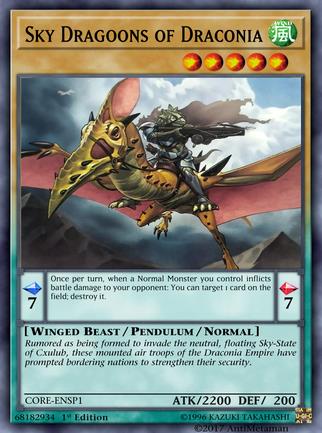 Sky Dragoons of Draconia
WIND
風
Once per turn, when a Normal Monster you control inflicts
battle damage to your opponent: You can target 1 card on the
field; destroy it.
7
7
[Winged Beast / Pendulum / Normal]
Rumored as being formed to invade the neutral, floating Sky-State
of Cxulub, these mounted air troops of the Draconia Empire have
prompted bordering nations to strengthen their security.
CORE-ENSP1
ATK/2200 DEF/ 200
68182934
1st Edition
©1996 KAZUKI TAKAHASHI
©2017 AntiMetaman